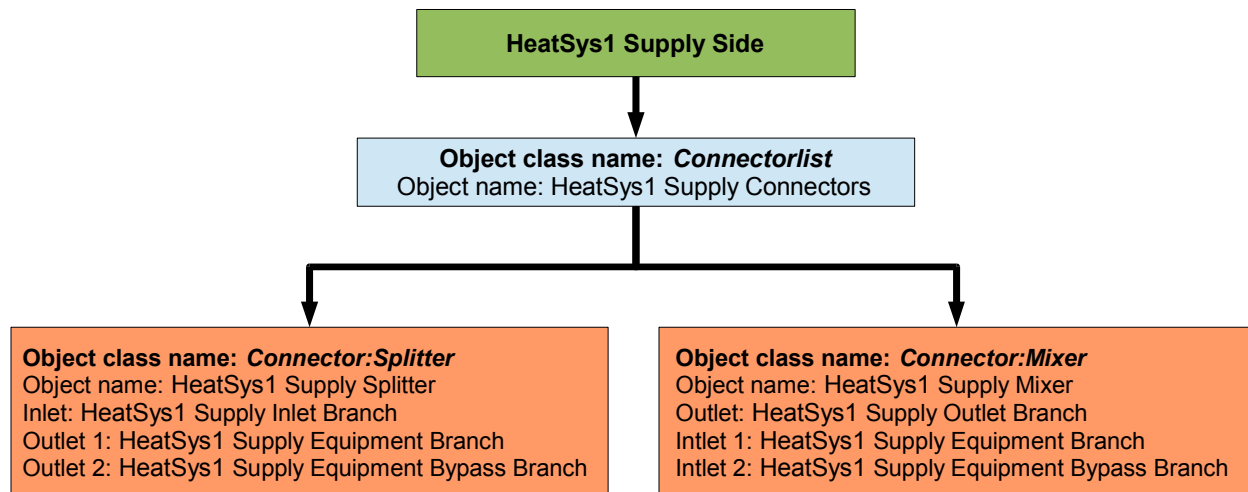 HeatSys1 Supply Side
Object class name: Connectorlist
Object name: HeatSys1 Supply Connectors
Object class name: Connector:Splitter
Object name: HeatSys1 Supply Splitter
Inlet: HeatSys1 Supply Inlet Branch
Outlet 1: HeatSys1 Supply Equipment Branch
Outlet 2: HeatSys1 Supply Equipment Bypass Branch
Object class name: Connector:Mixer
Object name: HeatSys1 Supply Mixer
Outlet: HeatSys1 Supply Outlet Branch
Intlet 1: HeatSys1 Supply Equipment Branch
Intlet 2: HeatSys1 Supply Equipment Bypass Branch